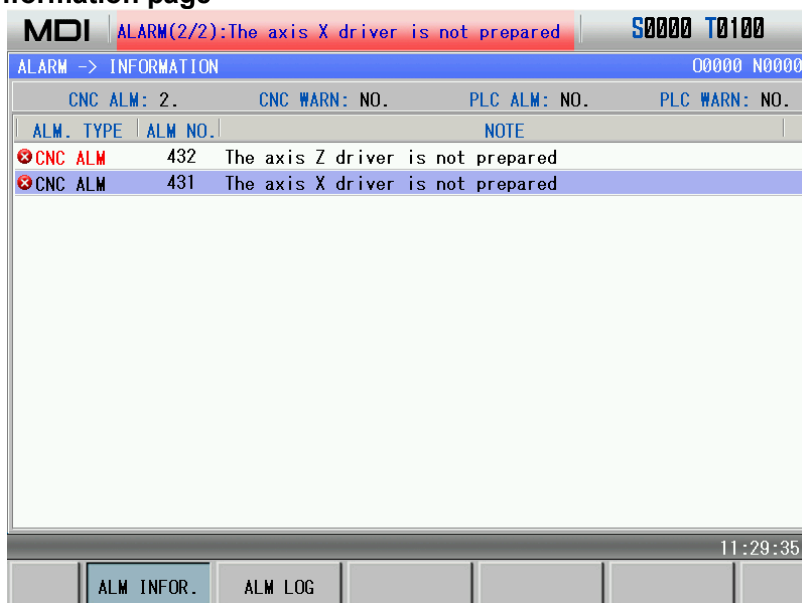 formation page
MDI ALARM(2/2):The axis X driver is not prepared S0000 T0100
ALARM -> INFORMATION O0000 N0000
CNC ALM: 2. CNC WARN: NO. PLC ALM: NO. PLC WARN: NO.
ALM. TYPE ALM NO. NOTE
CNC ALM 432 The axis Z driver is not prepared
CNC ALM 431 The axis X driver is not prepared
11:29:35
ALM INFOR. ALM LOG